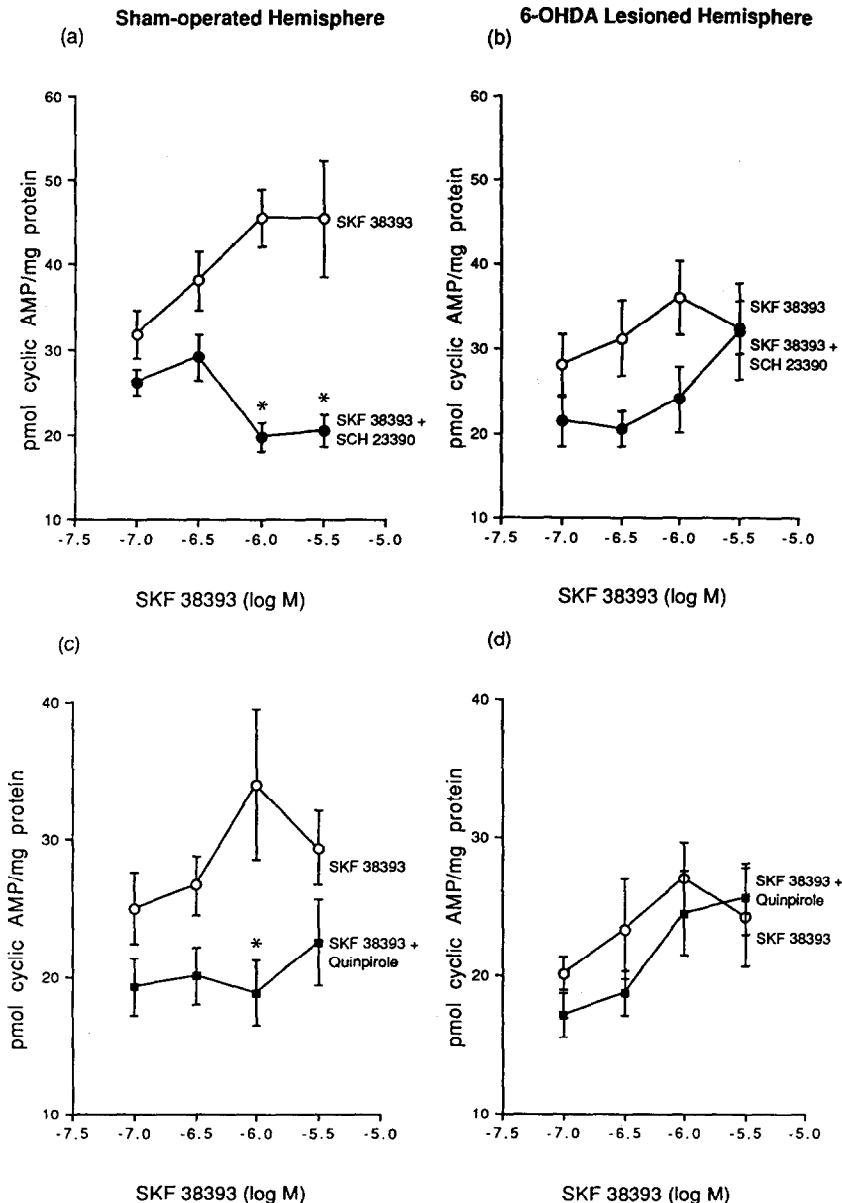 Sham-operated Hemisphere
6-OHDA Lesioned Hemisphere
(a)
pmol cyclic AMP/mg protein
60
50
40
30
20
10
SKF 38393
*
*
SKF 38393 +
SCH 23390
-7.5 -7.0 -6.5 -6.0 -5.5 -5.0
SKF 38393 (log M)
(b)
pmol cyclic AMP/mg protein
60
50
40
30
20
10
SKF 38393
SKF 38393 +
SCH 23390
-7.5 -7.0 -6.5 -6.0 -5.5 -5.0
SKF 38393 (log M)
(c)
pmol cyclic AMP/mg protein
40
30
20
10
SKF 38393
*
SKF 38393 +
Quinpirole
-7.5 -7.0 -6.5 -6.0 -5.5 -5.0
SKF 38393 (log M)
(d)
pmol cyclic AMP/mg protein
40
30
20
10
SKF 38393 +
Quinpirole
SKF 38393
-7.5 -7.0 -6.5 -6.0 -5.5 -5.0
SKF 38393 (log M)